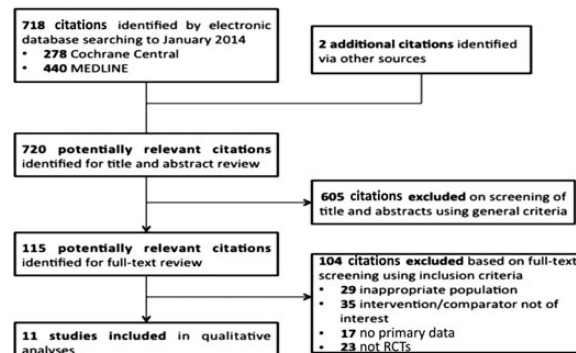 718 citations identified by electronic
database searching to January 2014
• 278 Cochrane Central
• 440 MEDLINE
2 additional citations identified
via other sources
720 potentially relevant citations
identified for title and abstract review
605 citations excluded on screening of
title and abstracts using general criteria
115 potentially relevant citations
identified for full-text review
104 citations excluded based on full-text
screening using inclusion criteria
• 29 inappropriate population
• 35 intervention/comparator not of
interest
• 17 no primary data
• 23 not RCTs
11 studies included in qualitative
analyses